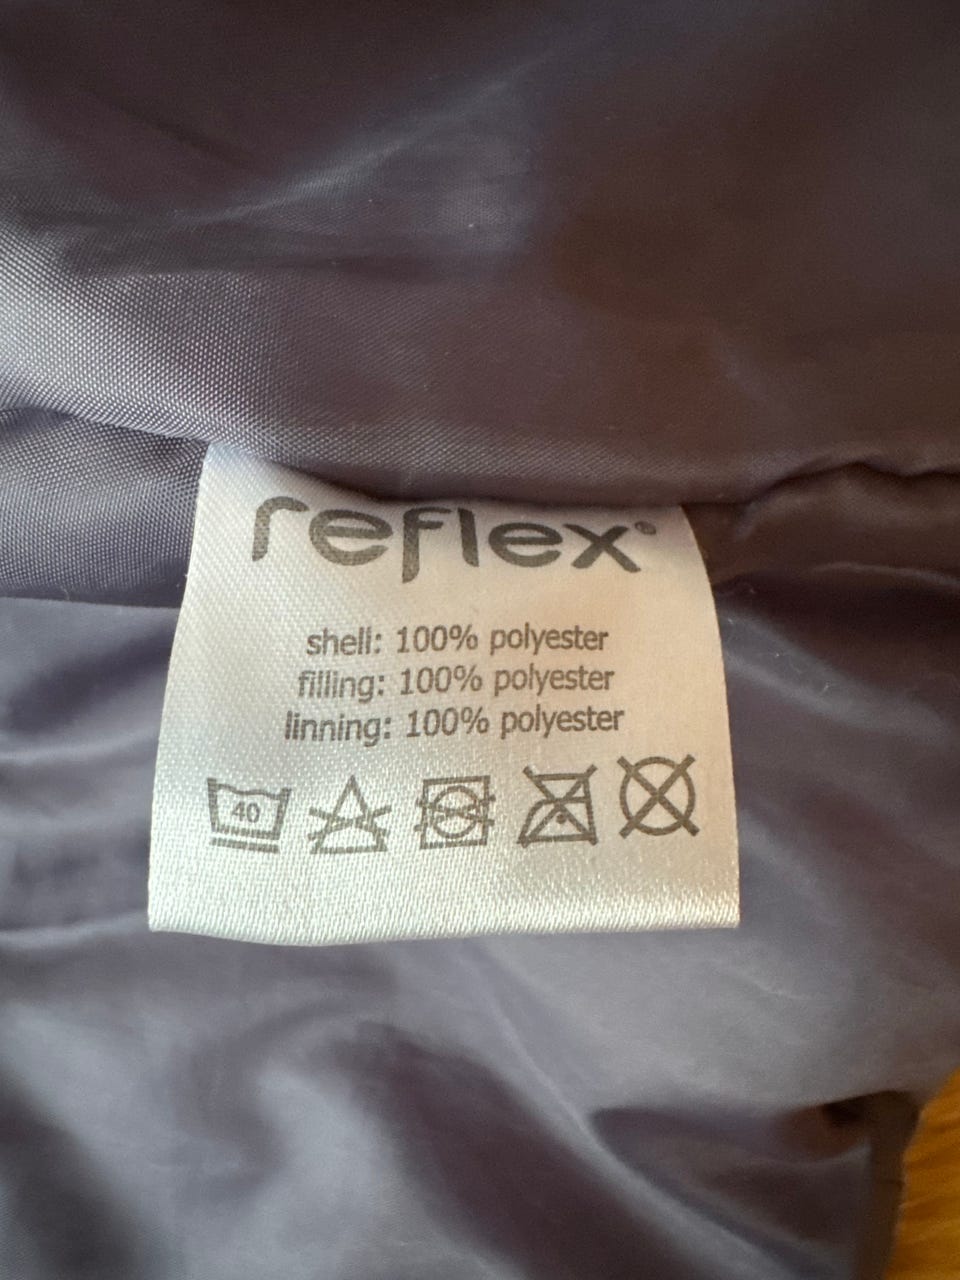 reflex®
shell: 100% polyester
filling: 100% polyester
linning: 100% polyester
40